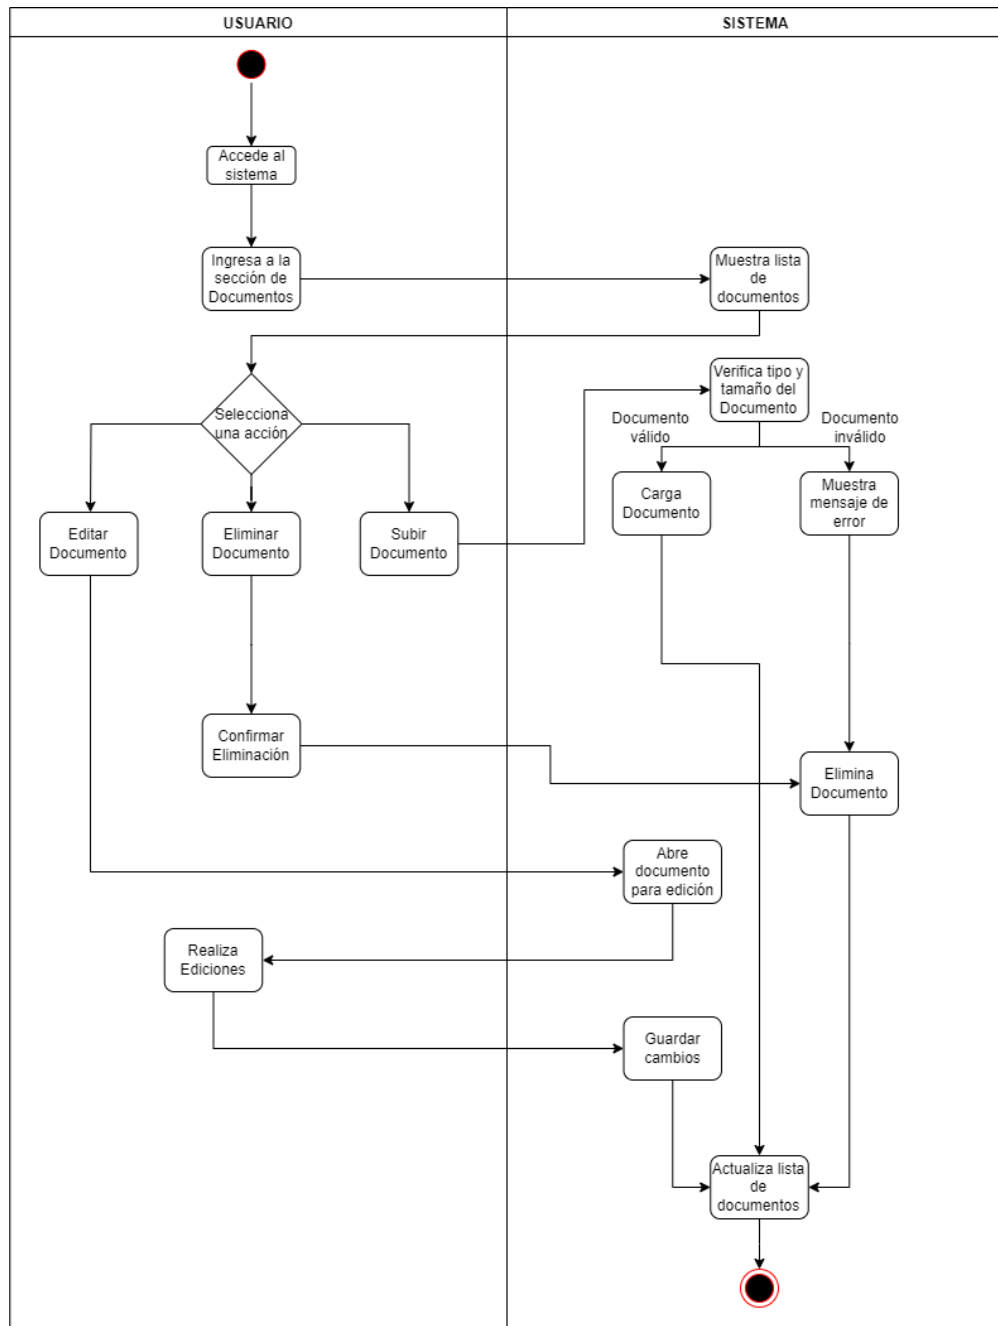 USUARIO
SISTEMA
Accede al
sistema
Ingresa a la
sección de
Documentos
Muestra lista
de
documentos
Selecciona
una acción
Verifica tipo y
tamaño del
Documento
Documento
válido
Documento
inválido
Carga
Documento
Muestra
mensaje de
error
Editar
Documento
Eliminar
Documento
Subir
Documento
Confirmar
Eliminación
Elimina
Documento
Abre
documento
para edición
Realiza
Ediciones
Guardar
cambios
Actualiza lista
de
documentos